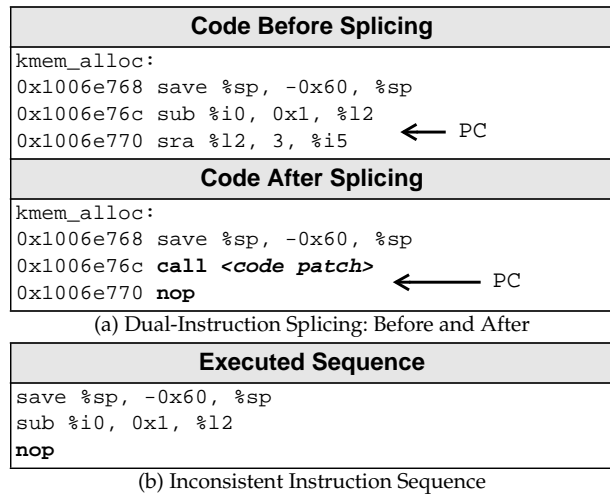 Code Before Splicing
kmem_alloc:
0x1006e768 save %sp, -0x60, %sp
0x1006e76c sub %i0, 0x1, %l2
0x1006e770 sra %l2, 3, %i5
PC
Code After Splicing
kmem_alloc:
0x1006e768 save %sp, -0x60, %sp
0x1006e76c call <code patch>
0x1006e770 nop
PC
(a) Dual-Instruction Splicing: Before and After
Executed Sequence
save %sp, -0x60, %sp
sub %i0, 0x1, %l2
nop
(b) Inconsistent Instruction Sequence